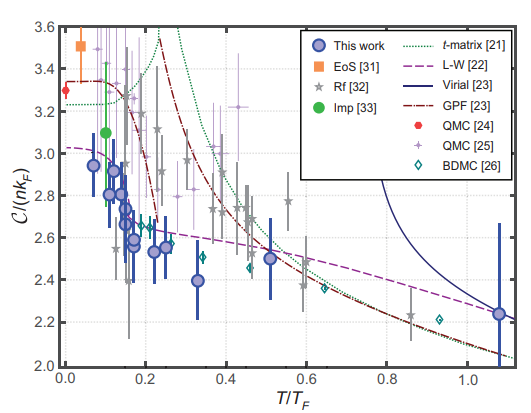 3.6
3.4
3.2
3.0
2.8
2.6
2.4
2.2
2.0
C/(nk_F)
0.0
0.2
0.4
0.6
0.8
1.0
T/T_F
This work
EoS [31]
Rf [32]
Imp [33]
t-matrix [21]
L-W [22]
Virial [23]
GPF [23]
QMC [24]
QMC [25]
BDMC [26]